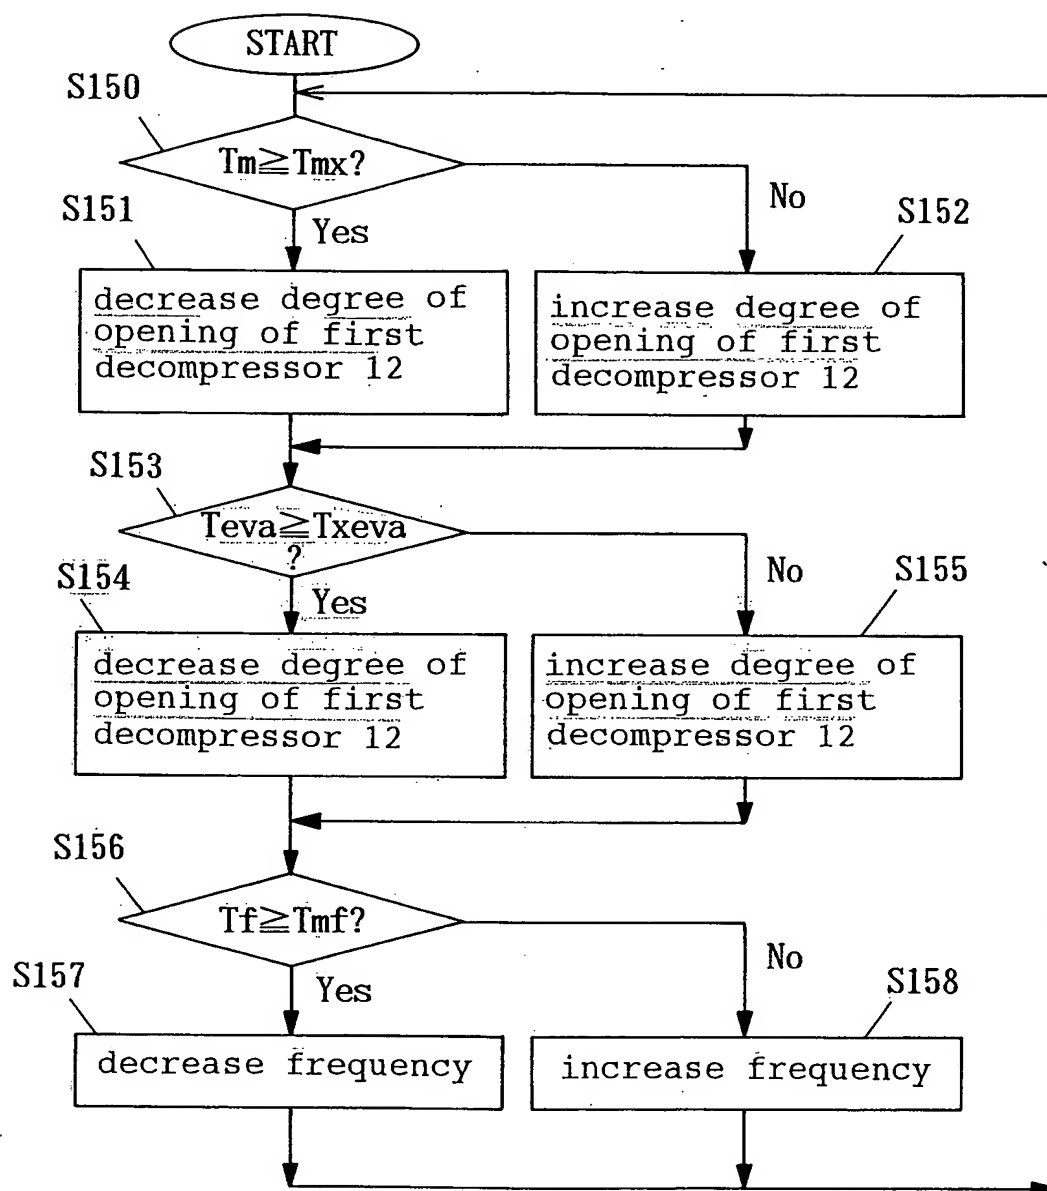 START
S150
Tm≧Tmx?
S151
Yes
No
S152
decrease degree of
opening of first
decompressor 12
increase degree of
opening of first
decompressor 12
S153
Teva≧Txeva
?
S154
Yes
No
S155
decrease degree of
opening of first
decompressor 12
increase degree of
opening of first
decompressor 12
S156
Tf≧Tmf?
S157
Yes
No
S158
decrease frequency
increase frequency